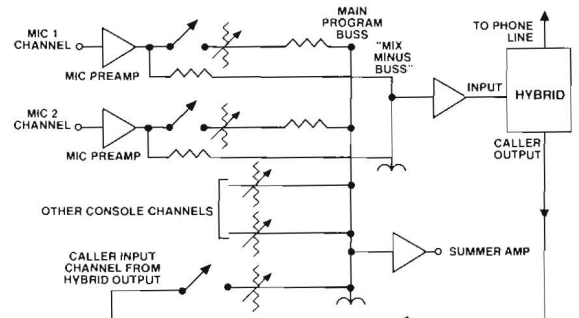 MIC 1
CHANNEL
MIC PREAMP
MAIN
PROGRAM
BUSS
"MIX
MINUS
BUSS"
TO PHONE
LINE
INPUT
HYBRID
CALLER
OUTPUT
MIC 2
CHANNEL
MIC PREAMP
OTHER CONSOLE CHANNELS
CALLER INPUT
CHANNEL FROM
HYBRID OUTPUT
SUMMER AMP